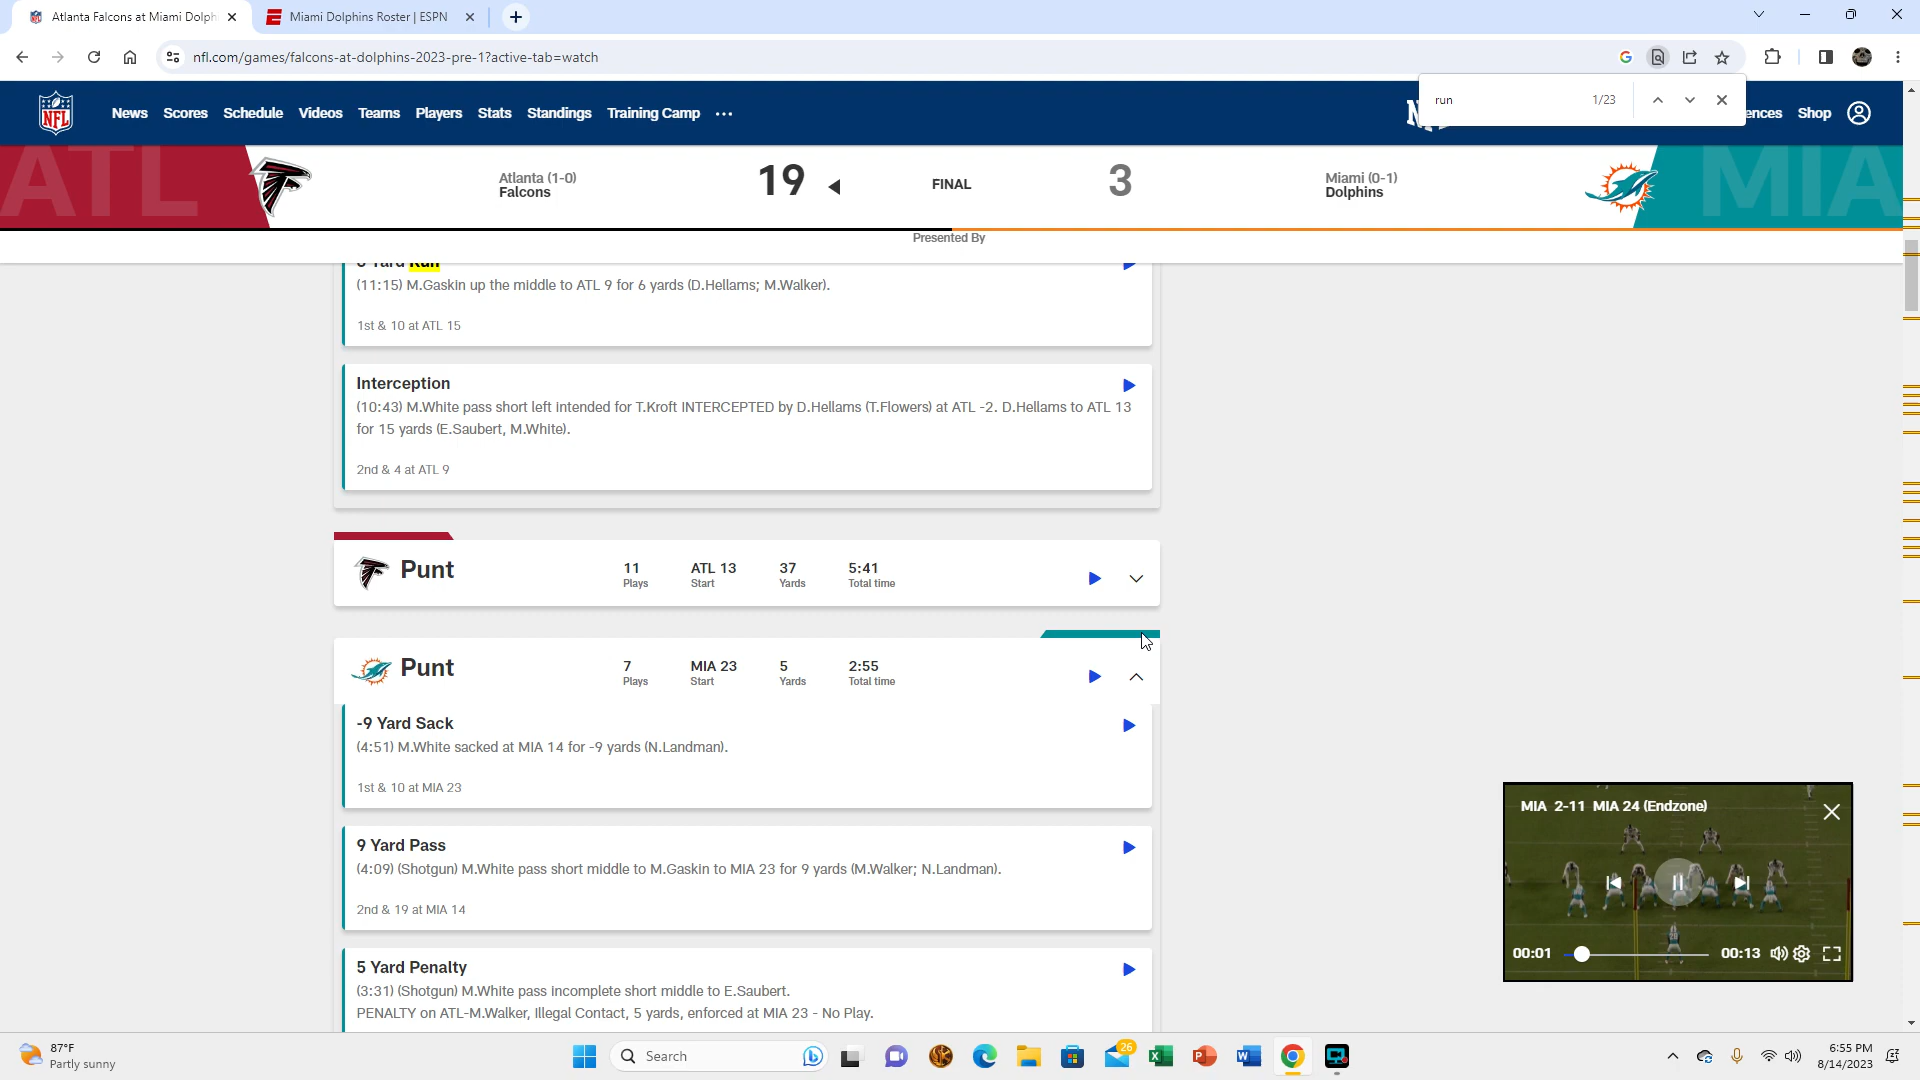 Atlanta Falcons at Miami Dolph
Miami Dolphins Roster | ESPN
nfl.com/games/falcons-at-dolphins-2023-pre-1?active-tab=watch
run 1/23
NFL News Scores Schedule Videos Teams Players Stats Standings Training Camp ... ences Shop
ATL Atlanta (1-0) 19 FINAL 3 Miami (0-1) MIA
Falcons Dolphins
Presented By
Yard Run
(11:15) M.Gaskin up the middle to ATL 9 for 6 yards (D.Hellams; M.Walker).
1st & 10 at ATL 15
Interception
(10:43) M.White pass short left intended for T.Kroft INTERCEPTED by D.Hellams (T.Flowers) at ATL -2. D.Hellams to ATL 13
for 15 yards (E.Saubert, M.White).
2nd & 4 at ATL 9
Punt 11 ATL 13 37 5:41
Plays Start Yards Total time
Punt 7 MIA 23 5 2:55
Plays Start Yards Total time
-9 Yard Sack
(4:51) M.White sacked at MIA 14 for -9 yards (N.Landman).
1st & 10 at MIA 23
9 Yard Pass
(4:09) (Shotgun) M.White pass short middle to M.Gaskin to MIA 23 for 9 yards (M.Walker; N.Landman).
2nd & 19 at MIA 14
5 Yard Penalty
(3:31) (Shotgun) M.White pass incomplete short middle to E.Saubert.
PENALTY on ATL-M.Walker, Illegal Contact, 5 yards, enforced at MIA 23 - No Play.
MIA 2-11 MIA 24 (Endzone)
00:01 00:13
87°F
Partly sunny
Search
26
6:55 PM
8/14/2023